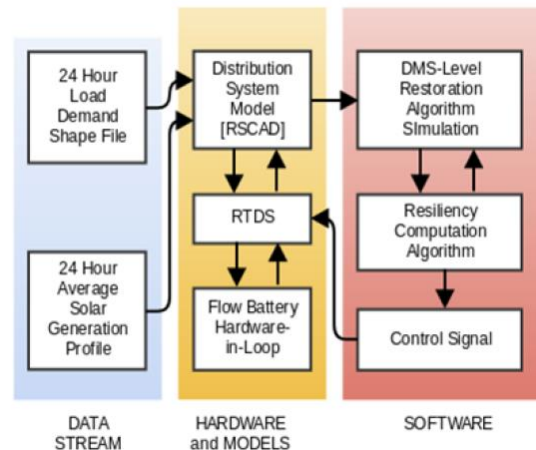 24 Hour
Load
Demand
Shape File
24 Hour
Average
Solar
Generation
Profile
DATA
STREAM
Distribution
System
Model
[RSCAD]
RTDS
Flow Battery
Hardware-
in-Loop
HARDWARE
and MODELS
DMS-Level
Restoration
Algorithm
SImulation
Resiliency
Computation
Algorithm
Control Signal
SOFTWARE